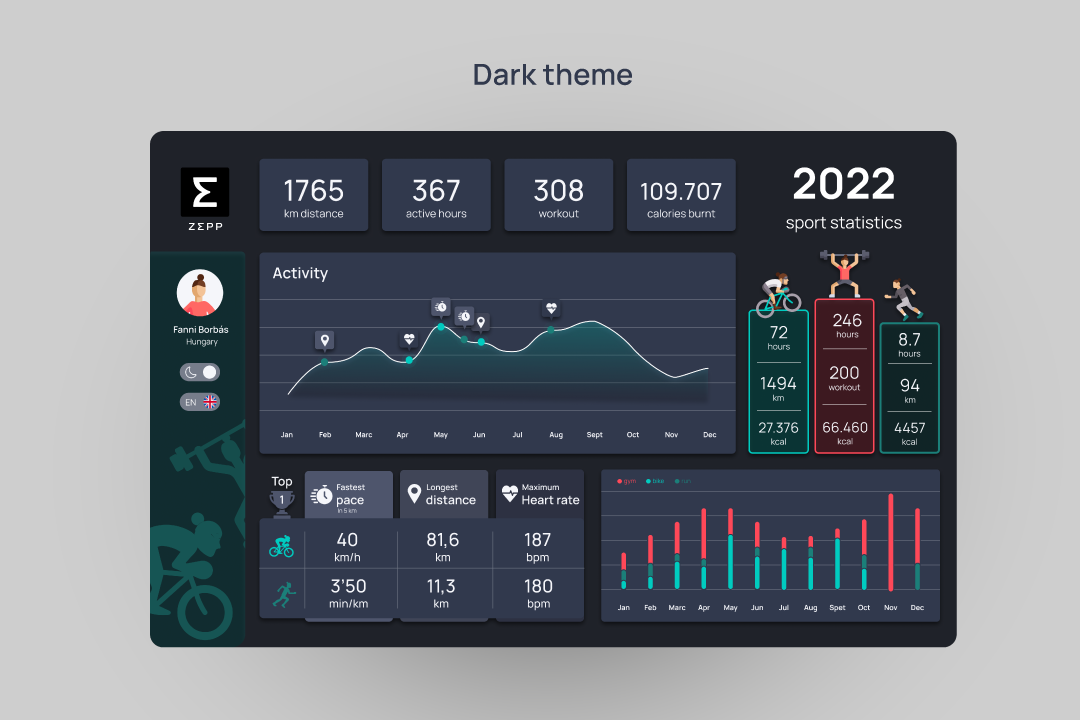 Dark theme
ZΣPP
1765
km distance
367
active hours
308
workout
109.707
calories burnt
2022
sport statistics
Fanni Borbás
Hungary
EN
Activity
Jan Feb Marc Apr May Jun Jul Aug Sept Oct Nov Dec
72
hours
1494
km
27.376
kcal
246
hours
200
workout
66.460
kcal
8.7
hours
94
km
4457
kcal
Top
1
Fastest
pace
in 5 km
Longest
distance
Maximum
Heart rate
40
km/h
81,6
km
187
bpm
3'50
min/km
11,3
km
180
bpm
gym bike run
Jan Feb Marc Apr May Jun Jul Aug Spet Oct Nov Dec